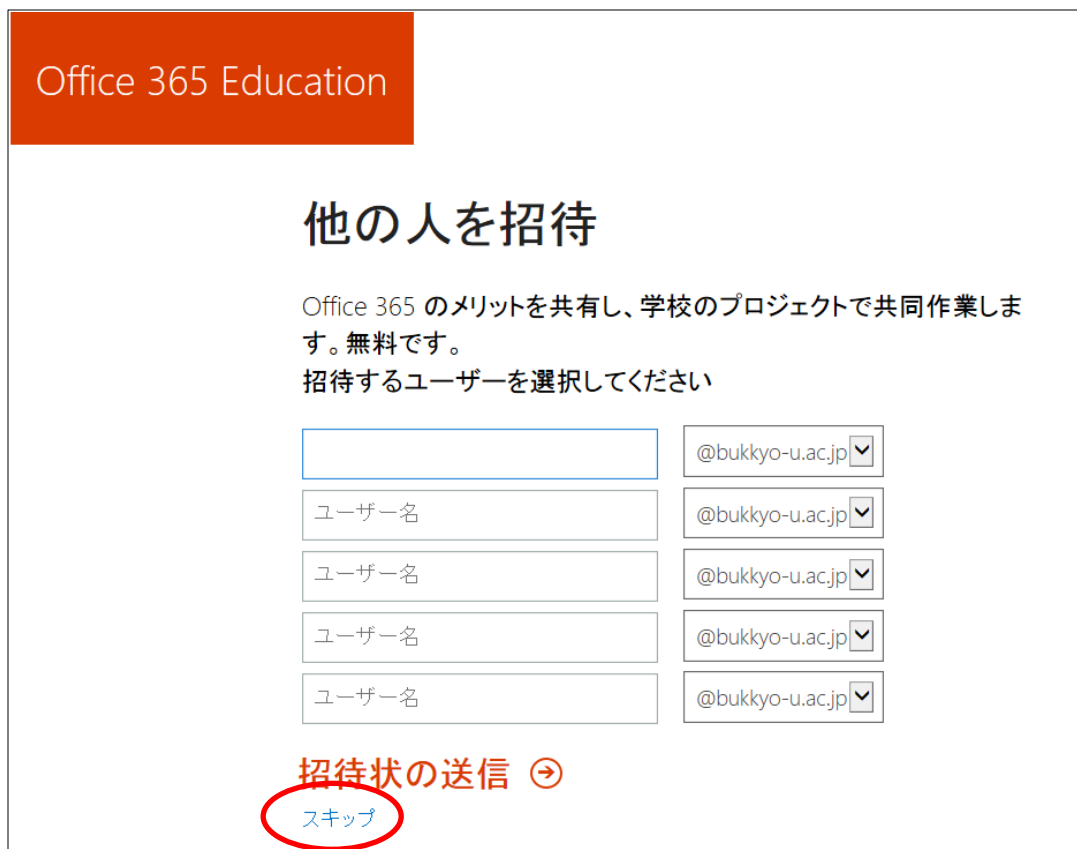 Office 365 Education
他の人を招待
Office 365 のメリットを共有し、学校のプロジェクトで共同作業しま
す。無料です。
招待するユーザーを選択してください
@bukkyo-u.ac.jp
ユーザー名 @bukkyo-u.ac.jp
ユーザー名 @bukkyo-u.ac.jp
ユーザー名 @bukkyo-u.ac.jp
ユーザー名 @bukkyo-u.ac.jp
招待状の送信
スキップ